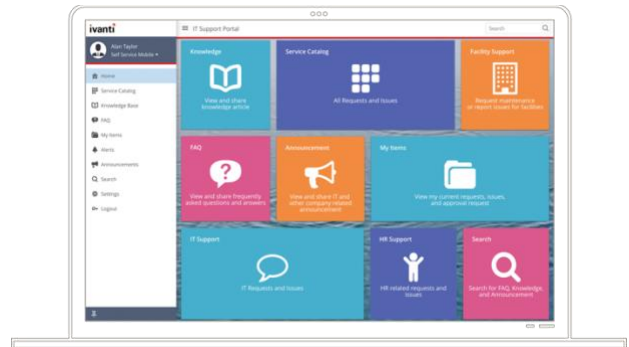 ivanti
IT Support Portal
Search
Alan Taylor
Self Service Mobile
Home
Service Catalog
Knowledge Base
FAQ
My Items
Alerts
Announcements
Search
Settings
Logout
Knowledge
View and share
knowledge article
Service Catalog
All Requests and Issues
Facility Support
Request maintenance
or report issues for facilities
FAQ
View and share frequently
asked questions and answers
Announcement
View and share IT and
other company related
announcement
My Items
View my current requests, issues,
and approval request
IT Support
IT Requests and Issues
HR Support
HR related requests and
issues
Search
Search for FAQ, Knowledge,
and Announcement